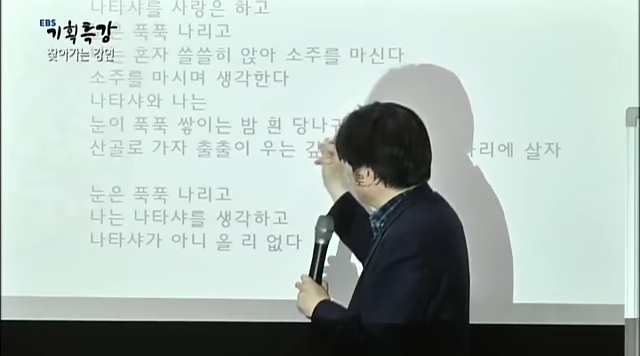 EBS
기획특강
찾아가는 강연
나타샤를 사랑은 하고
은 푹푹 나리고
혼자 쓸쓸히 앉아 소주를 마신다
소주를 마시며 생각한다
나타샤와 나는
눈이 푹푹 쌓이는 밤 흰 당나
산골로 가자 출출이 우는 리에 살자
눈은 푹푹 나리고
나는 나타샤를 생각하고
나타샤가 아니 올 리 없다